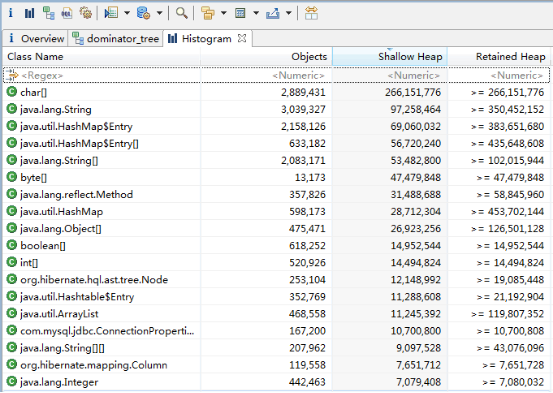 Overview dominator_tree Histogram
Class Name Objects Shallow Heap Retained Heap
<Regex> <Numeric> <Numeric> <Numeric>
char[] 2,889,431 266,151,776 >= 266,151,776
java.lang.String 3,039,327 97,258,464 >= 350,452,152
java.util.HashMap$Entry 2,158,126 69,060,032 >= 383,651,680
java.util.HashMap$Entry[] 633,182 56,720,240 >= 435,648,608
java.lang.String[] 2,083,171 53,482,800 >= 102,015,944
byte[] 13,173 47,479,848 >= 47,479,848
java.lang.reflect.Method 357,826 31,488,688 >= 58,845,960
java.util.HashMap 598,173 28,712,304 >= 453,702,144
java.lang.Object[] 475,471 26,923,256 >= 126,501,128
boolean[] 618,252 14,952,544 >= 14,952,544
int[] 520,926 14,494,824 >= 14,494,824
org.hibernate.hql.ast.tree.Node 253,104 12,148,992 >= 19,085,448
java.util.Hashtable$Entry 352,769 11,288,608 >= 21,192,904
java.util.ArrayList 468,558 11,245,392 >= 119,807,352
com.mysql.jdbc.ConnectionProperti... 167,200 10,700,800 >= 10,700,808
java.lang.String[][] 207,962 9,097,528 >= 43,076,096
org.hibernate.mapping.Column 119,558 7,651,712 >= 7,651,728
java.lang.Integer 442,463 7,079,408 >= 7,080,032